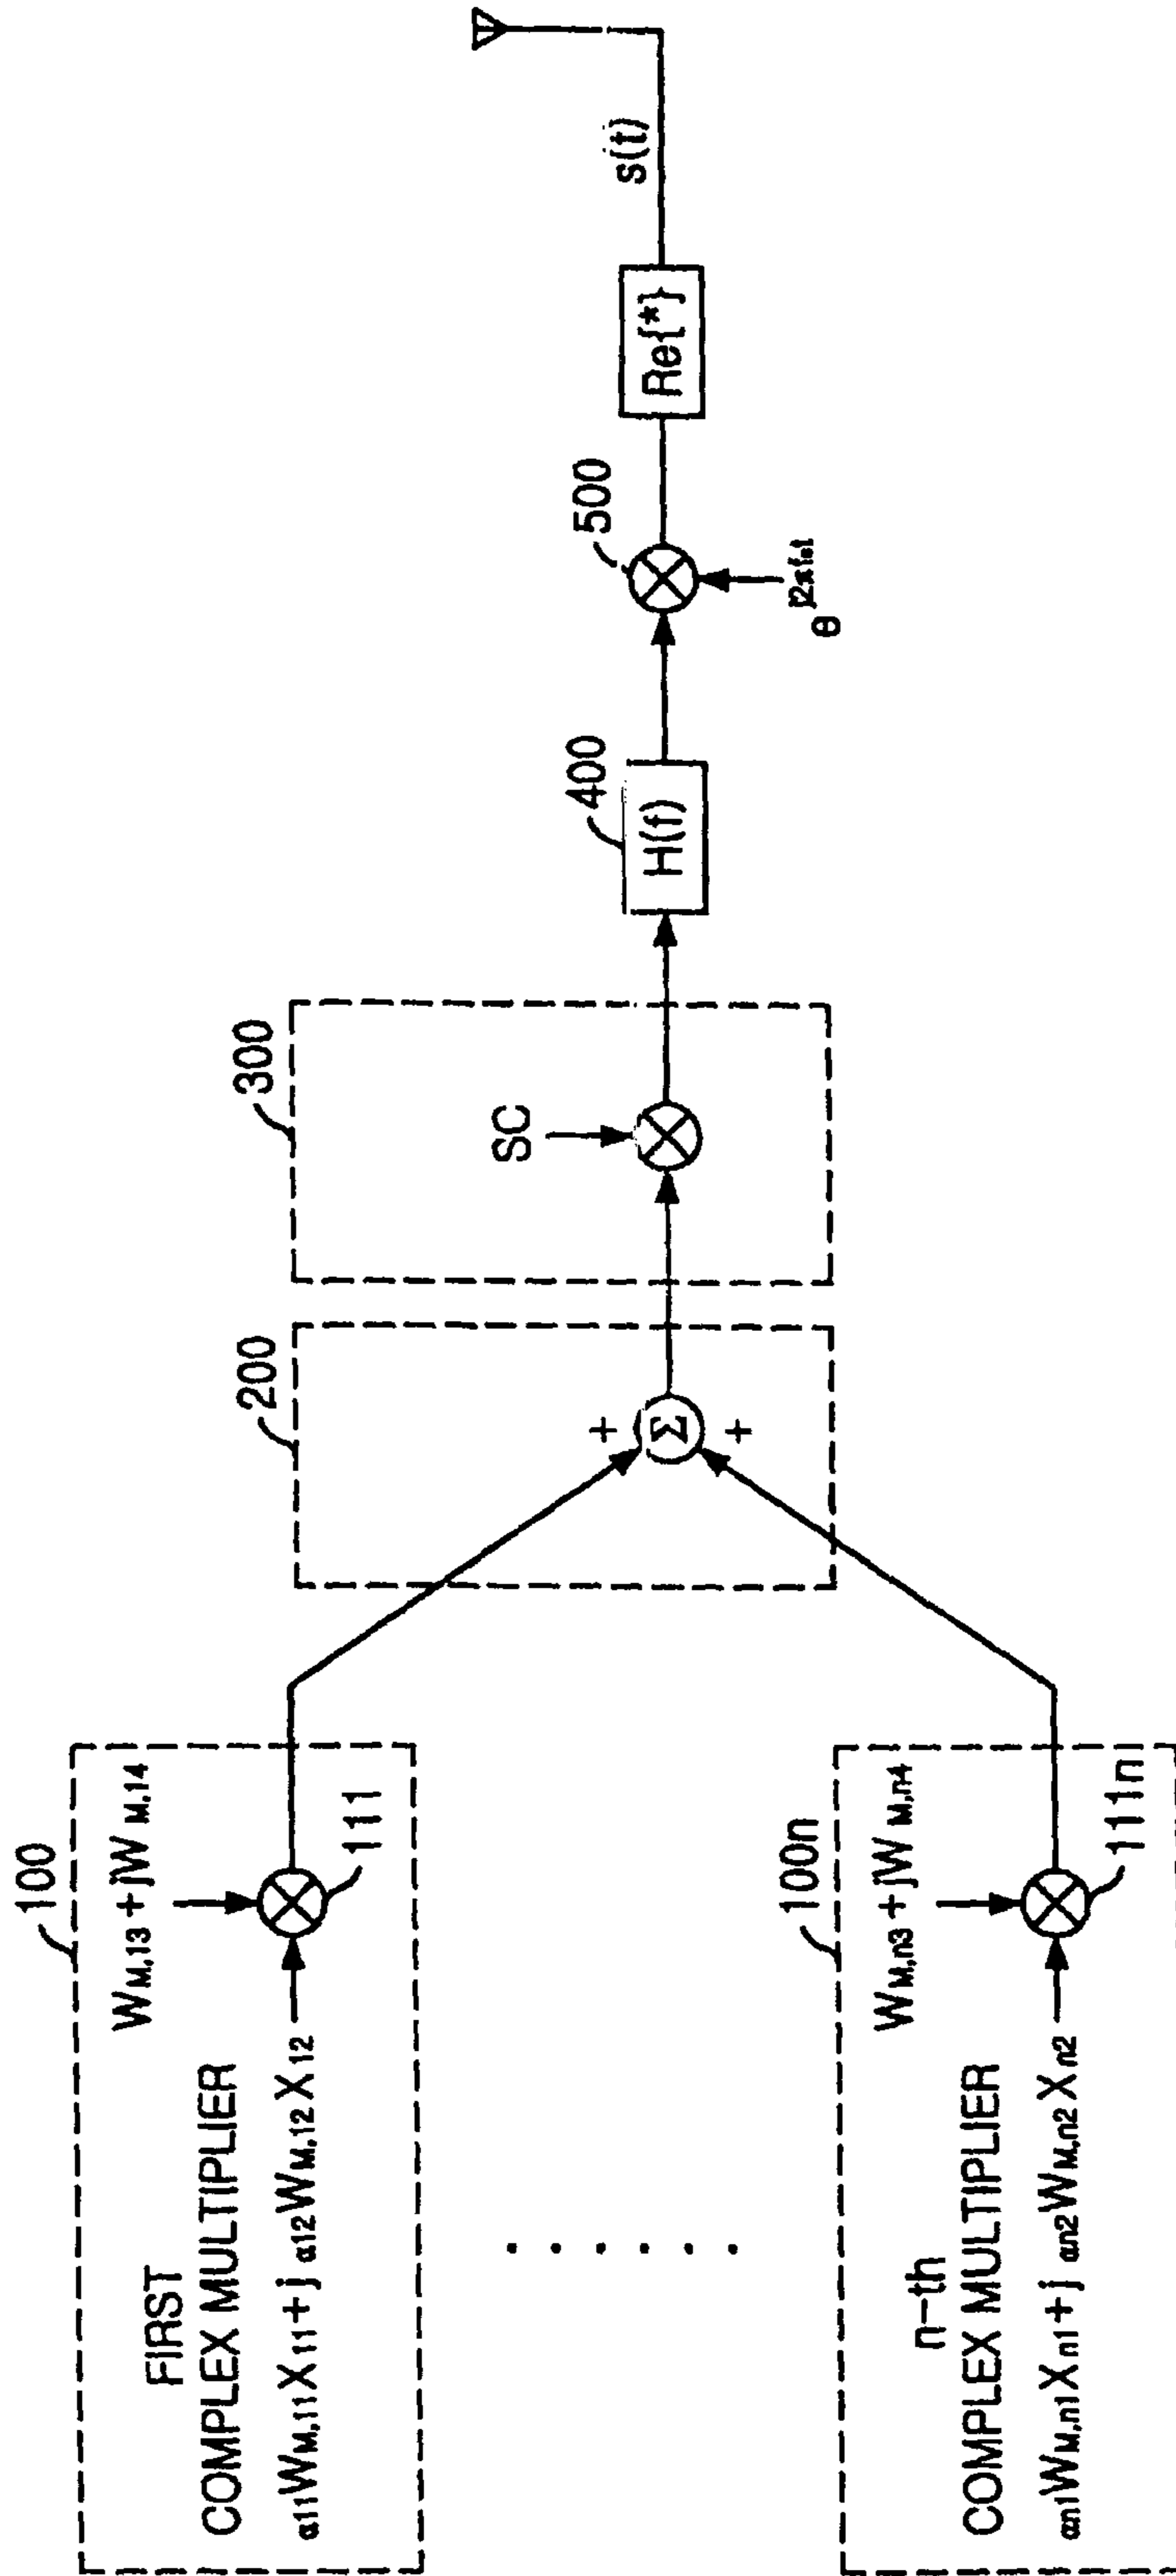 100
FIRST
COMPLEX MULTIPLIER
α11WM,11X11+j α12WM,12X12
WM,13+jWM,14
111
. . . . . .
100n
n-th
COMPLEX MULTIPLIER
αn1WM,n1Xn1+j αn2WM,n2Xn2
WM,n3+jWM,n4
111n
200
+
Σ
+
300
SC
400
H(f)
500
Re{*}
s(t)